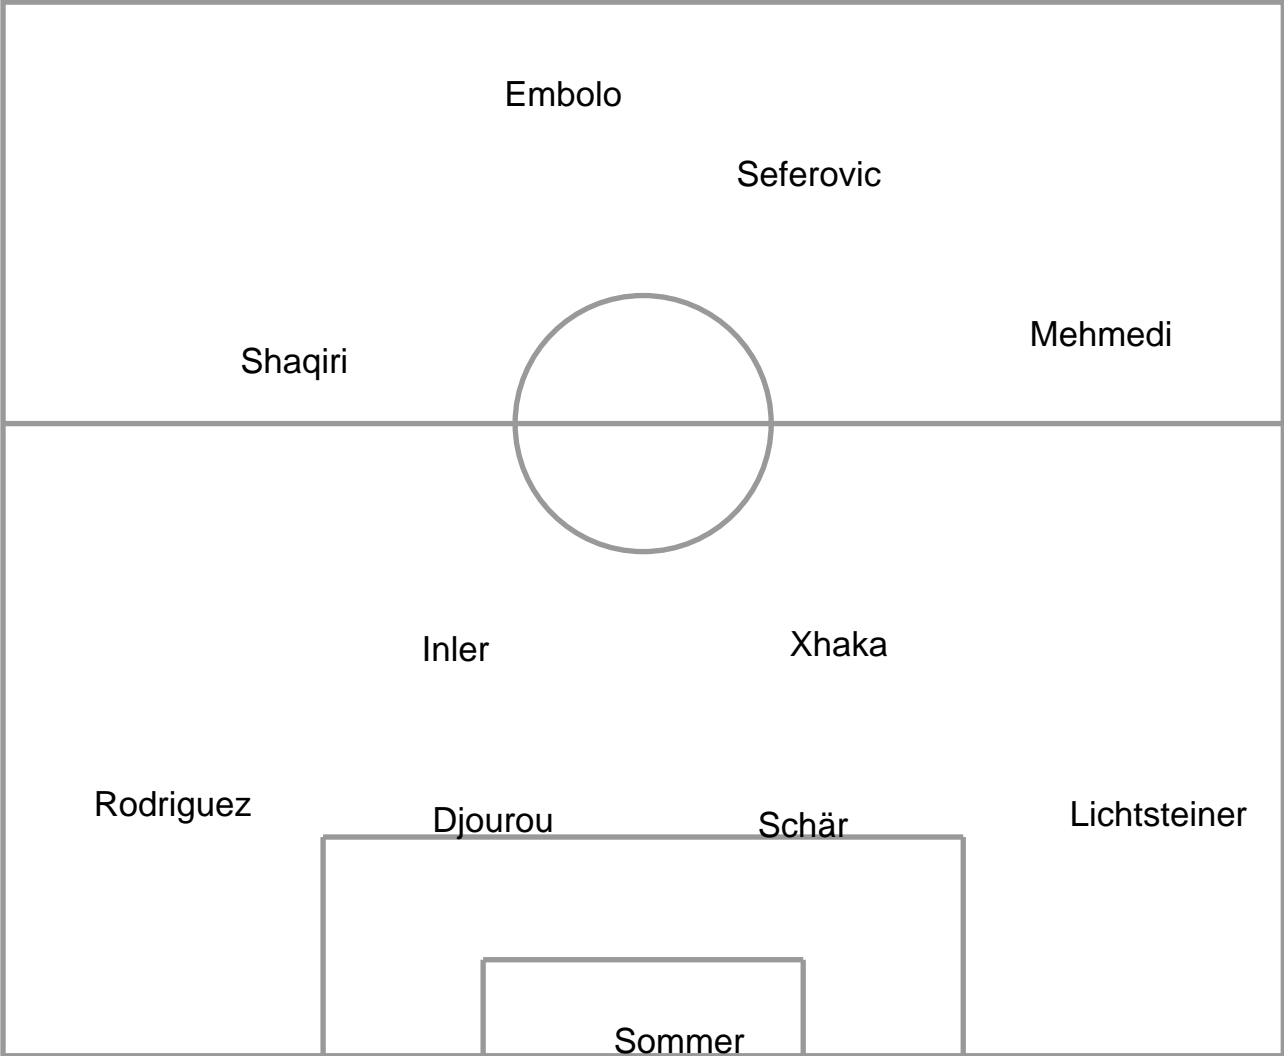 Embolo
Seferovic
Mehmedi
Shaqiri
Inler
Xhaka
Rodriguez
Djourou
Schär
Lichtsteiner
Sommer